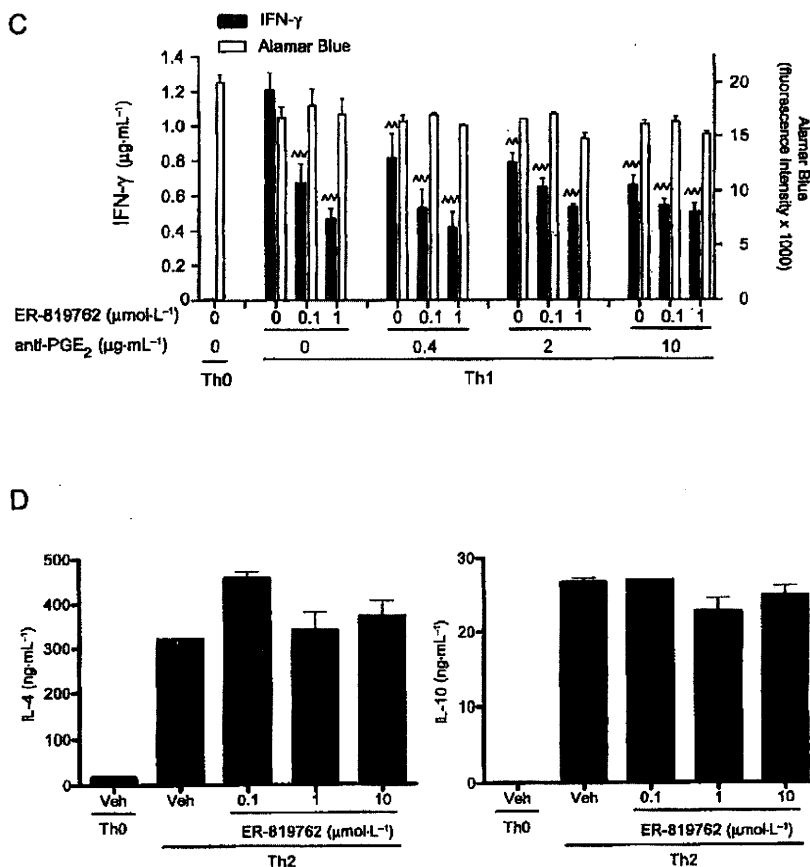 C
IFN-γ
Alamar Blue
IFN-γ (μg·mL⁻¹)
1.4
1.2
1.0
0.8
0.6
0.4
0.2
0
Alamar Blue
(fluorescence Intensity x 1000)
20
15
10
5
0
^^^ ^^^ ^^^ ^^^ ^^^ ^^^ ^^^ ^^^ ^^^ ^^^ ^^^
ER-819762 (μmol·L⁻¹) 0 0 0.1 1 0 0.1 1 0 0.1 1 0 0.1 1
anti-PGE₂ (μg·mL⁻¹) 0 0 0.4 2 10
Th0 Th1
D
IL-4 (ng·mL⁻¹)
500
400
300
200
100
0
Veh Veh 0.1 1 10
Th0 ER-819762 (μmol·L⁻¹)
Th2
IL-10 (ng·mL⁻¹)
30
20
10
0
Veh Veh 0.1 1 10
Th0 ER-819762 (μmol·L⁻¹)
Th2